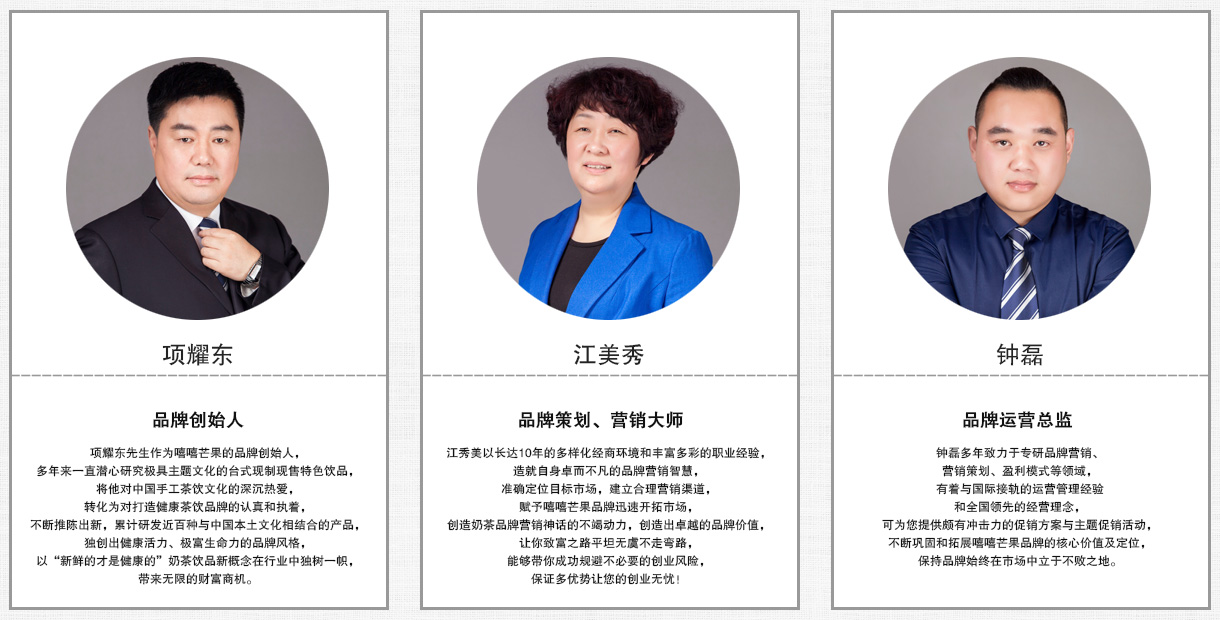 项耀东
品牌创始人
项耀东先生作为嘻嘻芒果的品牌创始人，
多年来一直潜心研究极具主题文化的台式现制现售特色饮品，
将他对中国手工茶饮文化的深沉热爱，
转化为对打造健康茶饮品牌的认真和执着，
不断推陈出新，累计研发近百种与中国本土文化相结合的产品，
独创出健康活力、极富生命力的品牌风格，
以“新鲜的才是健康的”奶茶饮品新概念在行业中独树一帜，
带来无限的财富商机。
江美秀
品牌策划、营销大师
江秀美以长达10年的多样化经商环境和丰富多彩的职业经验，
造就自身卓而不凡的品牌营销智慧，
准确定位目标市场，建立合理营销渠道，
赋予嘻嘻芒果品牌迅速开拓市场，
创造奶茶品牌营销神话的不竭动力，创造出卓越的品牌价值，
让你致富之路平坦无虞不走弯路，
能够带你成功规避不必要的创业风险，
保证多优势让您的创业无忧！
钟磊
品牌运营总监
钟磊多年致力于专研品牌营销、
营销策划、盈利模式等领域，
有着与国际接轨的运营管理经验
和全国领先的经营理念，
可为您提供颇有冲击力的促销方案与主题促销活动，
不断巩固和拓展嘻嘻芒果品牌的核心价值及定位，
保持品牌始终在市场中立于不败之地。